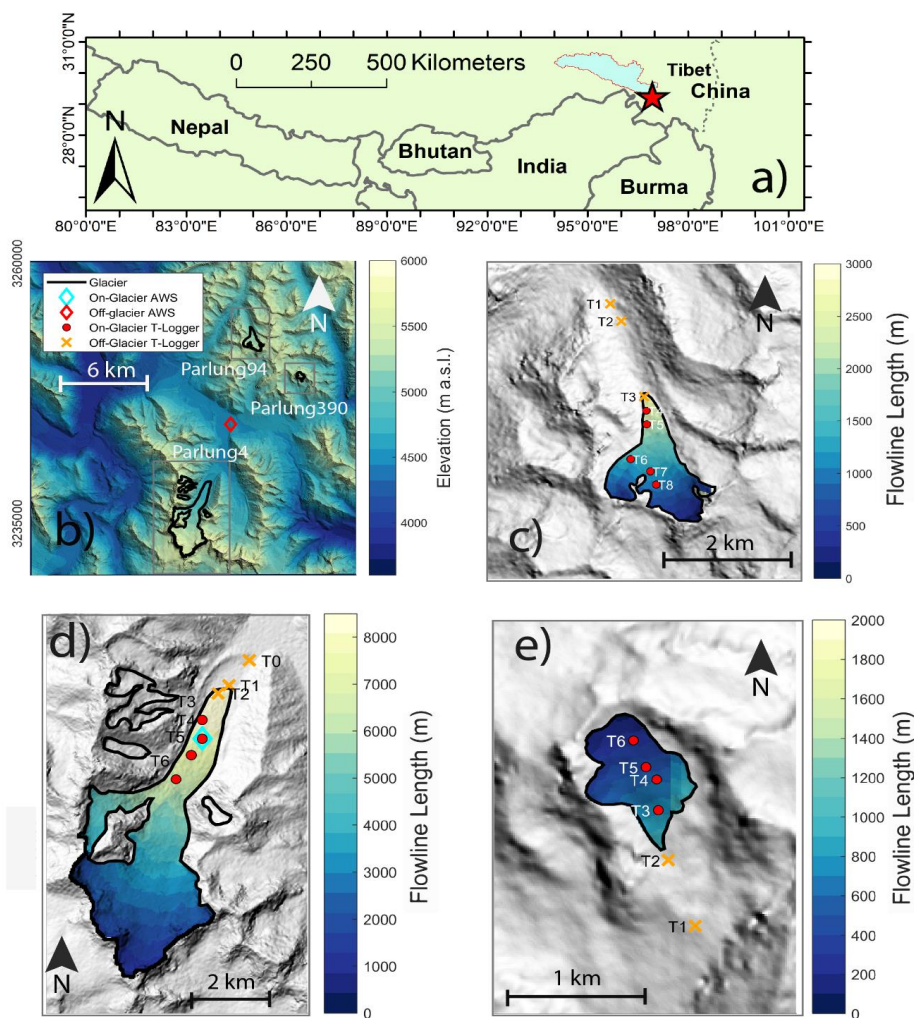 31°0'0"N
28°0'0"N
0 250 500 Kilometers
Tibet
China
Nepal
Bhutan
India
Burma
N
a)
80°0'0"E 83°0'0"E 86°0'0"E 89°0'0"E 92°0'0"E 95°0'0"E 98°0'0"E 101°0'0"E
3260000
3235000
Glacier
On-Glacier AWS
Off-glacier AWS
On-Glacier T-Logger
Off-Glacier T-Logger
N
6 km
Parlung94
Parlung390
Parlung4
b)
6000
5500
5000
4500
4000
Elevation (m a.s.l.)
T1
T2
T3
T5
T6
T7
T8
N
c)
2 km
3000
2500
2000
1500
1000
500
0
Flowline Length (m)
d)
T0
T1
T2
T3
T4
T5
T6
N
2 km
8000
7000
6000
5000
4000
3000
2000
1000
0
Flowline Length (m)
e)
N
T6
T5
T4
T3
T2
T1
1 km
2000
1800
1600
1400
1200
1000
800
600
400
200
0
Flowline Length (m)